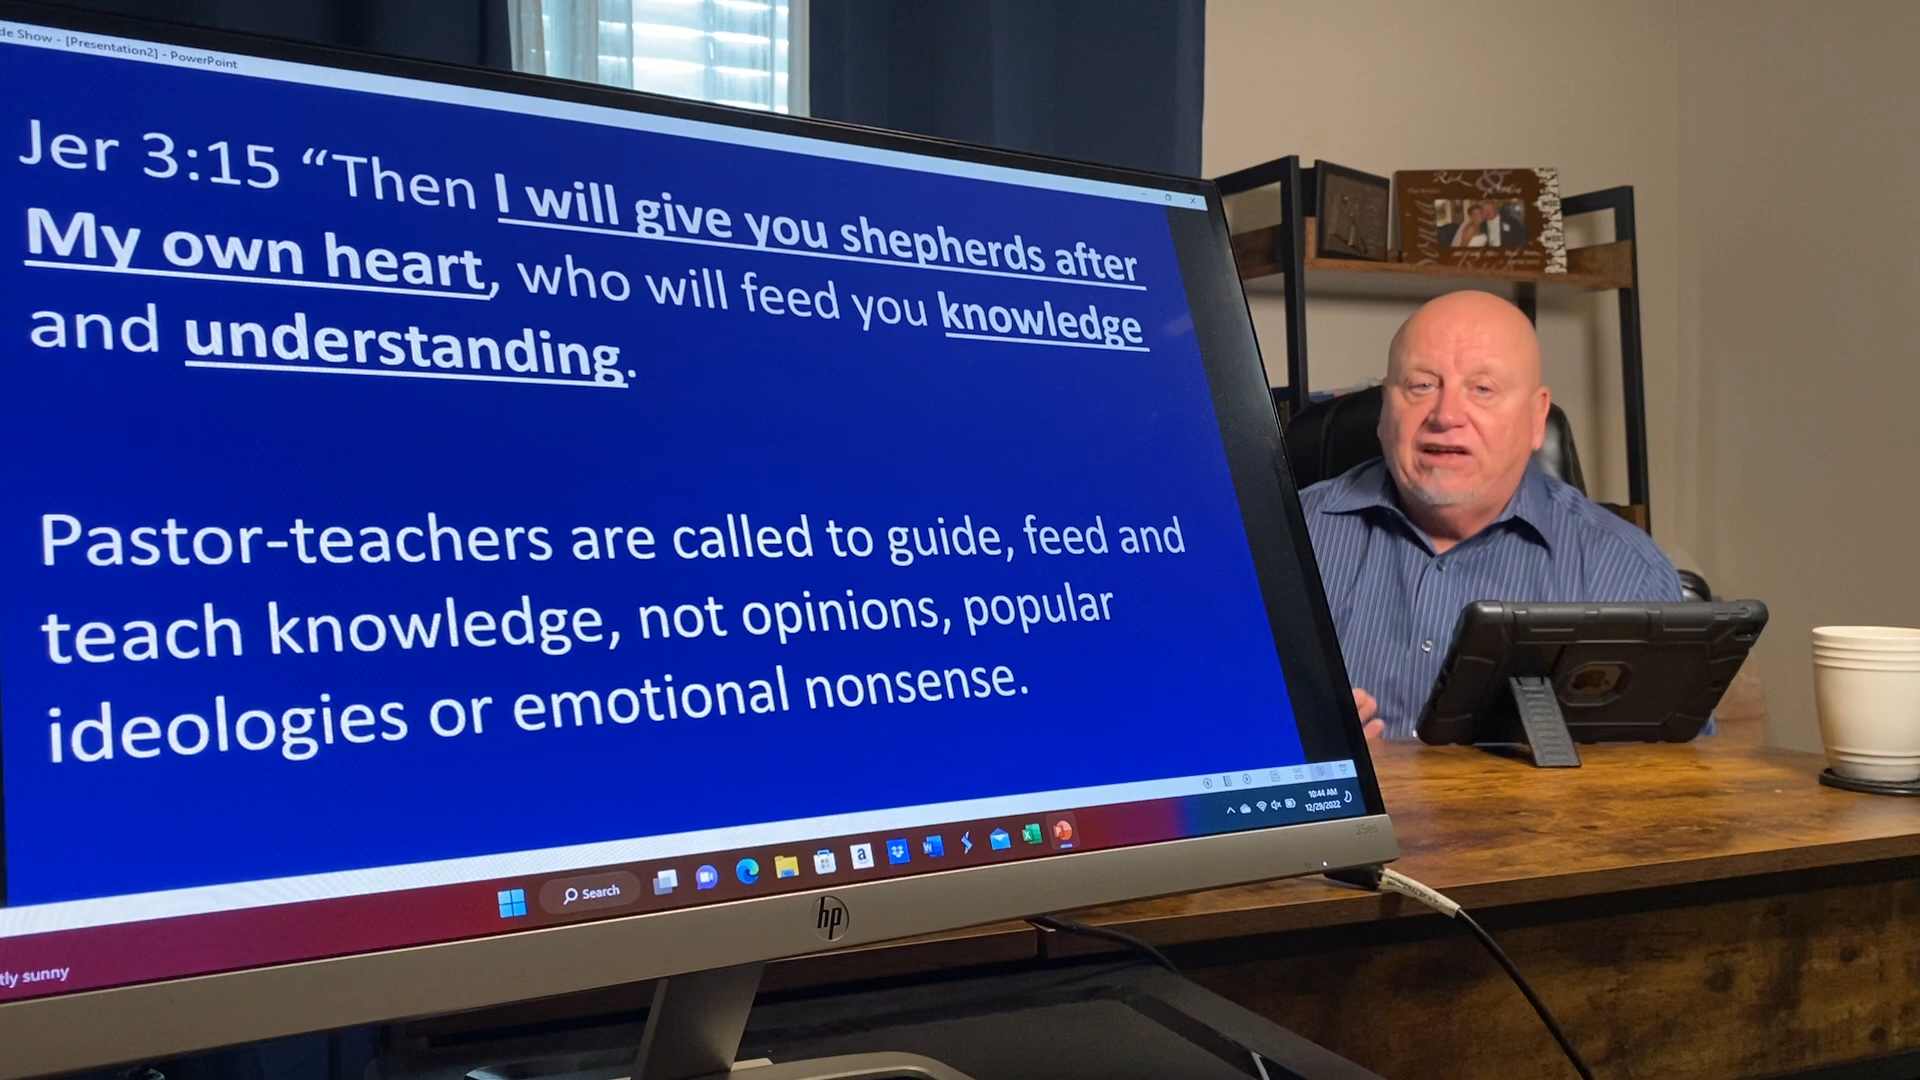 de Show - [Presentation2] - PowerPoint
Jer 3:15 “Then I will give you shepherds after
My own heart, who will feed you knowledge
and understanding.
Pastor-teachers are called to guide, feed and
teach knowledge, not opinions, popular
ideologies or emotional nonsense.
10:44 AM
12/29/2022
Search
tly sunny
hp
25es